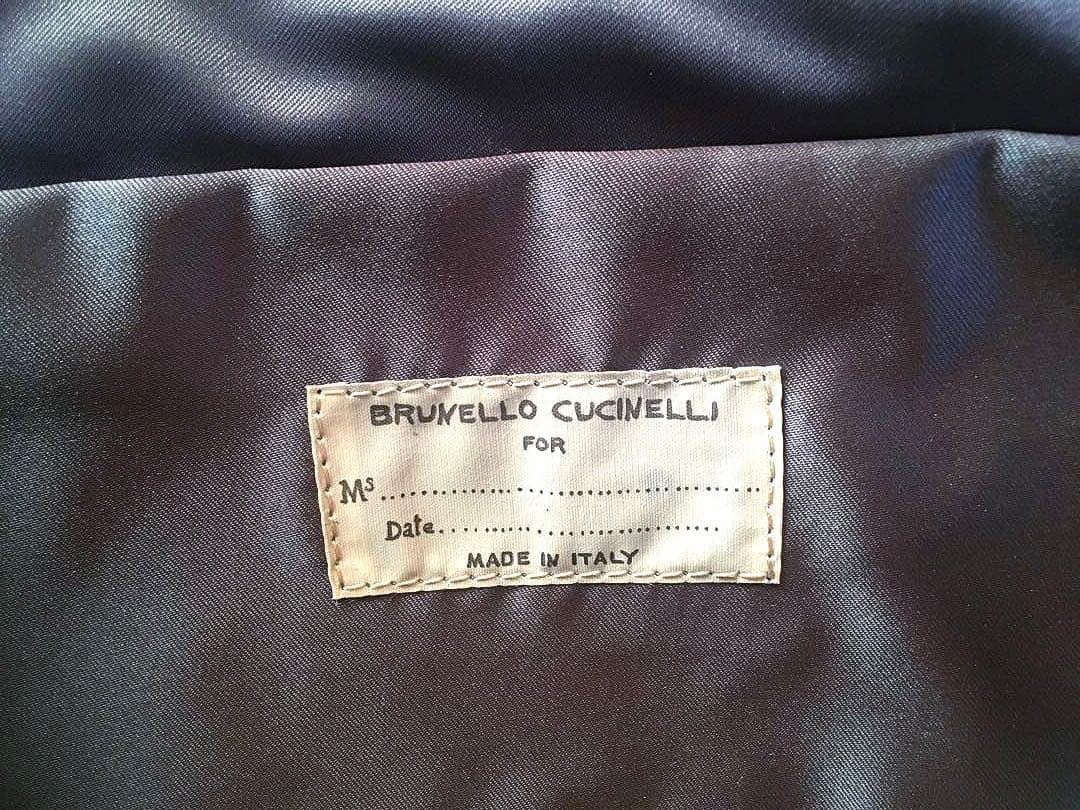 BRUNELLO CUCINELLI
FOR
Ms........................................
Date..............................
MADE IN ITALY